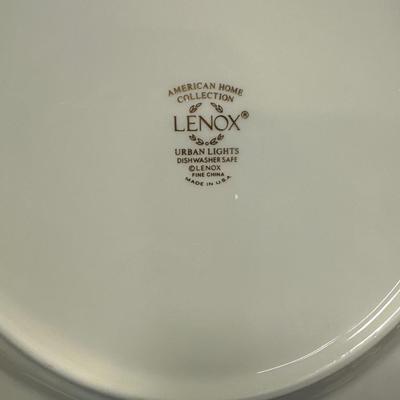 AMERICAN HOME
COLLECTION
LENOX®
URBAN LIGHTS
DISHWASHER SAFE
©LENOX
FINE CHINA
MADE IN U.S.A.